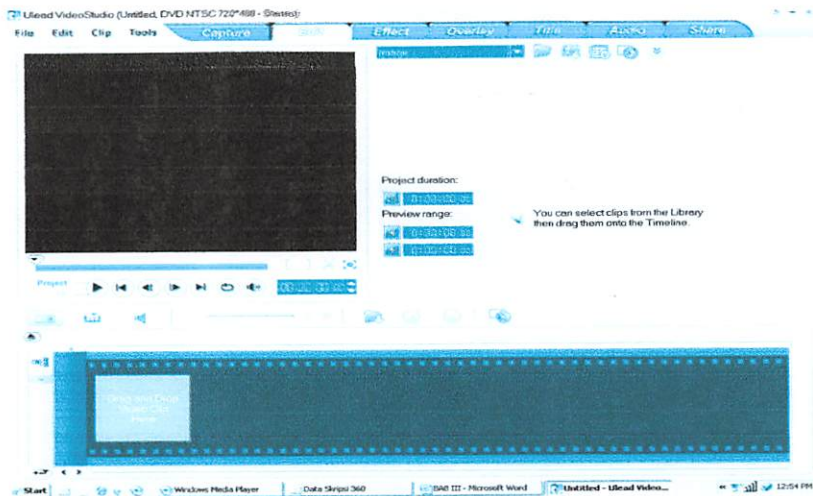 Ulead VideoStudio (Untitled, DVD NTSC 720*480 -
File Edit Clip Tools Capture Effect Overlay Title Audio Share
Project duration:
Preview range:
You can select clips from the Library
then drag them onto the Timeline.
Project
Drag and Drop
Video Clip
Here
Start Windows Media Player Data Skripsi 360 BAB III - Microsoft Word Untitled - Ulead Video... 12:54 PM